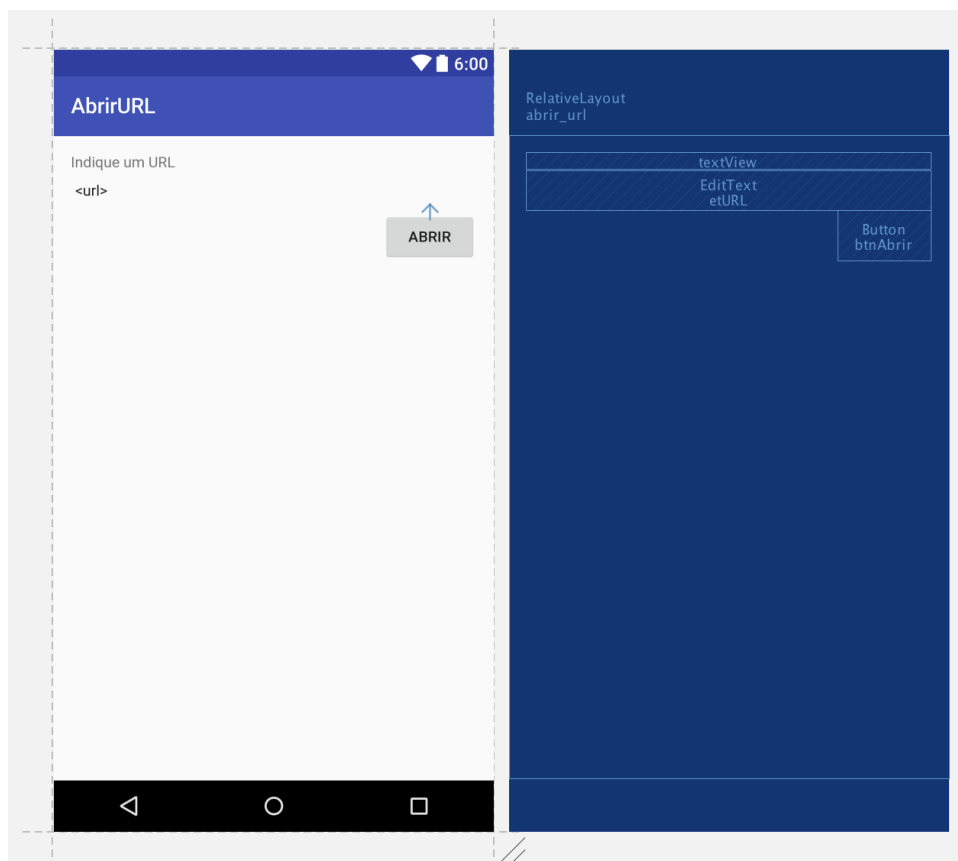 6:00
AbrirURL
Indique um URL
<url>
ABRIR
RelativeLayout
abrir_url
textView
EditText
etURL
Button
btnAbrir